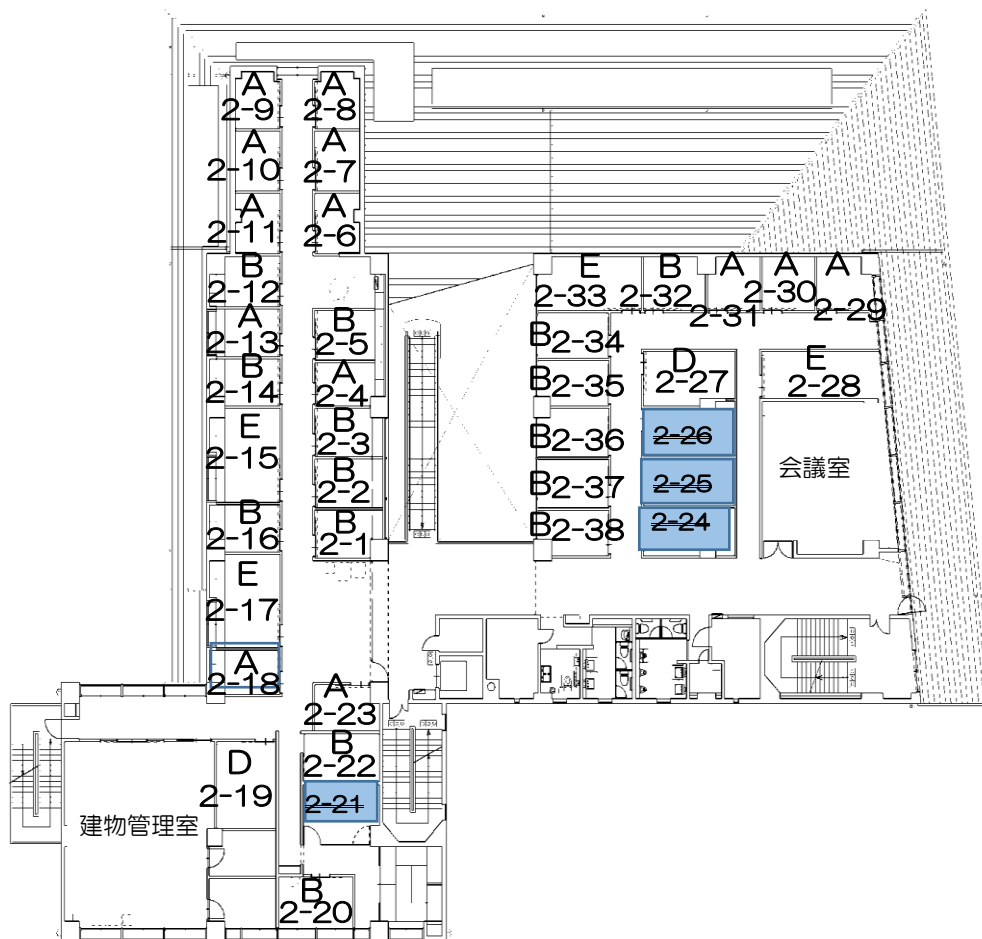 A
2-9
A
2-8
A
2-10
A
2-7
A
2-11
A
2-6
B
2-12
A
2-13
B
2-5
B
2-14
A
2-4
E
2-15
B
2-3
B
2-2
B
2-16
B
2-1
E
2-17
A
2-18
E
2-33
B
2-32
A
2-31
A
2-30
A
2-29
B2-34
B2-35
B2-36
B2-37
B2-38
D
2-27
E
2-28
2-26
2-25
2-24
会議室
A
2-23
B
2-22
2-21
D
2-19
建物管理室
B
2-20